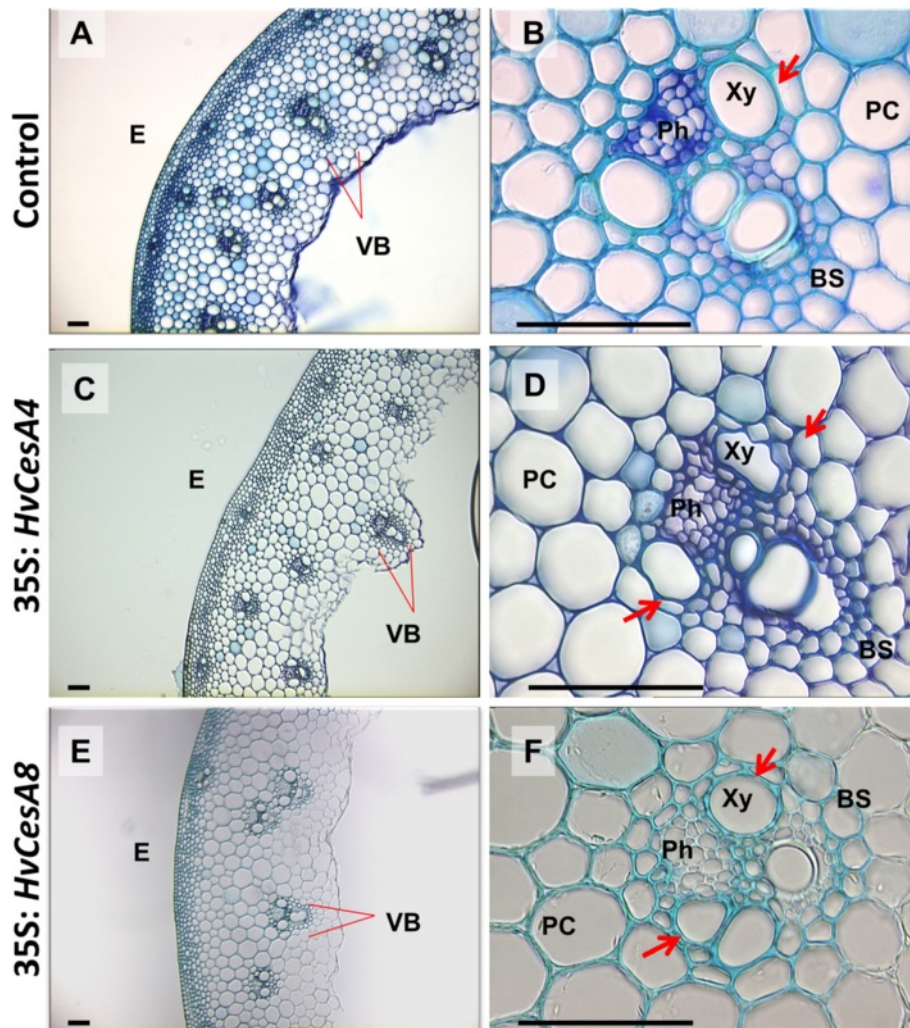 Control
A
E
VB
B
Xy
Ph
PC
BS
35S: HvCesA4
C
E
VB
D
Xy
PC
Ph
BS
35S: HvCesA8
E
E
VB
F
Xy
BS
Ph
PC